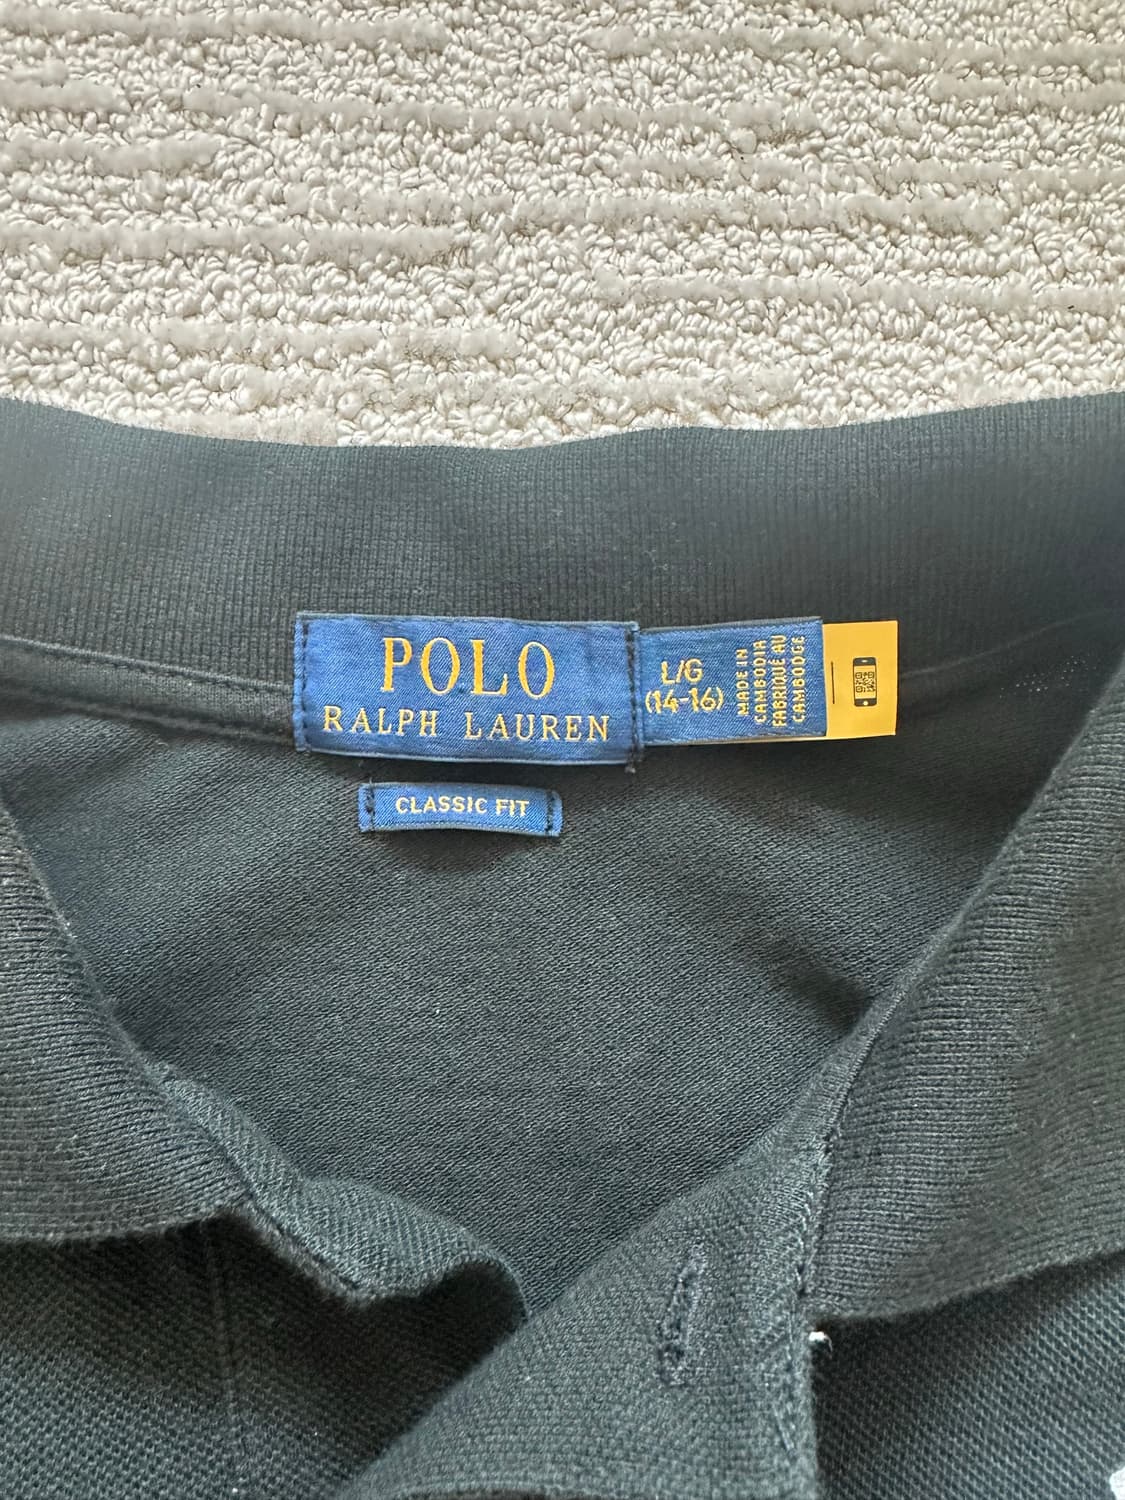 POLO
RALPH LAUREN
L/G
(14-16)
MADE IN
CAMBODIA
FABRIQUÉ AU
CAMBODGE
CLASSIC FIT